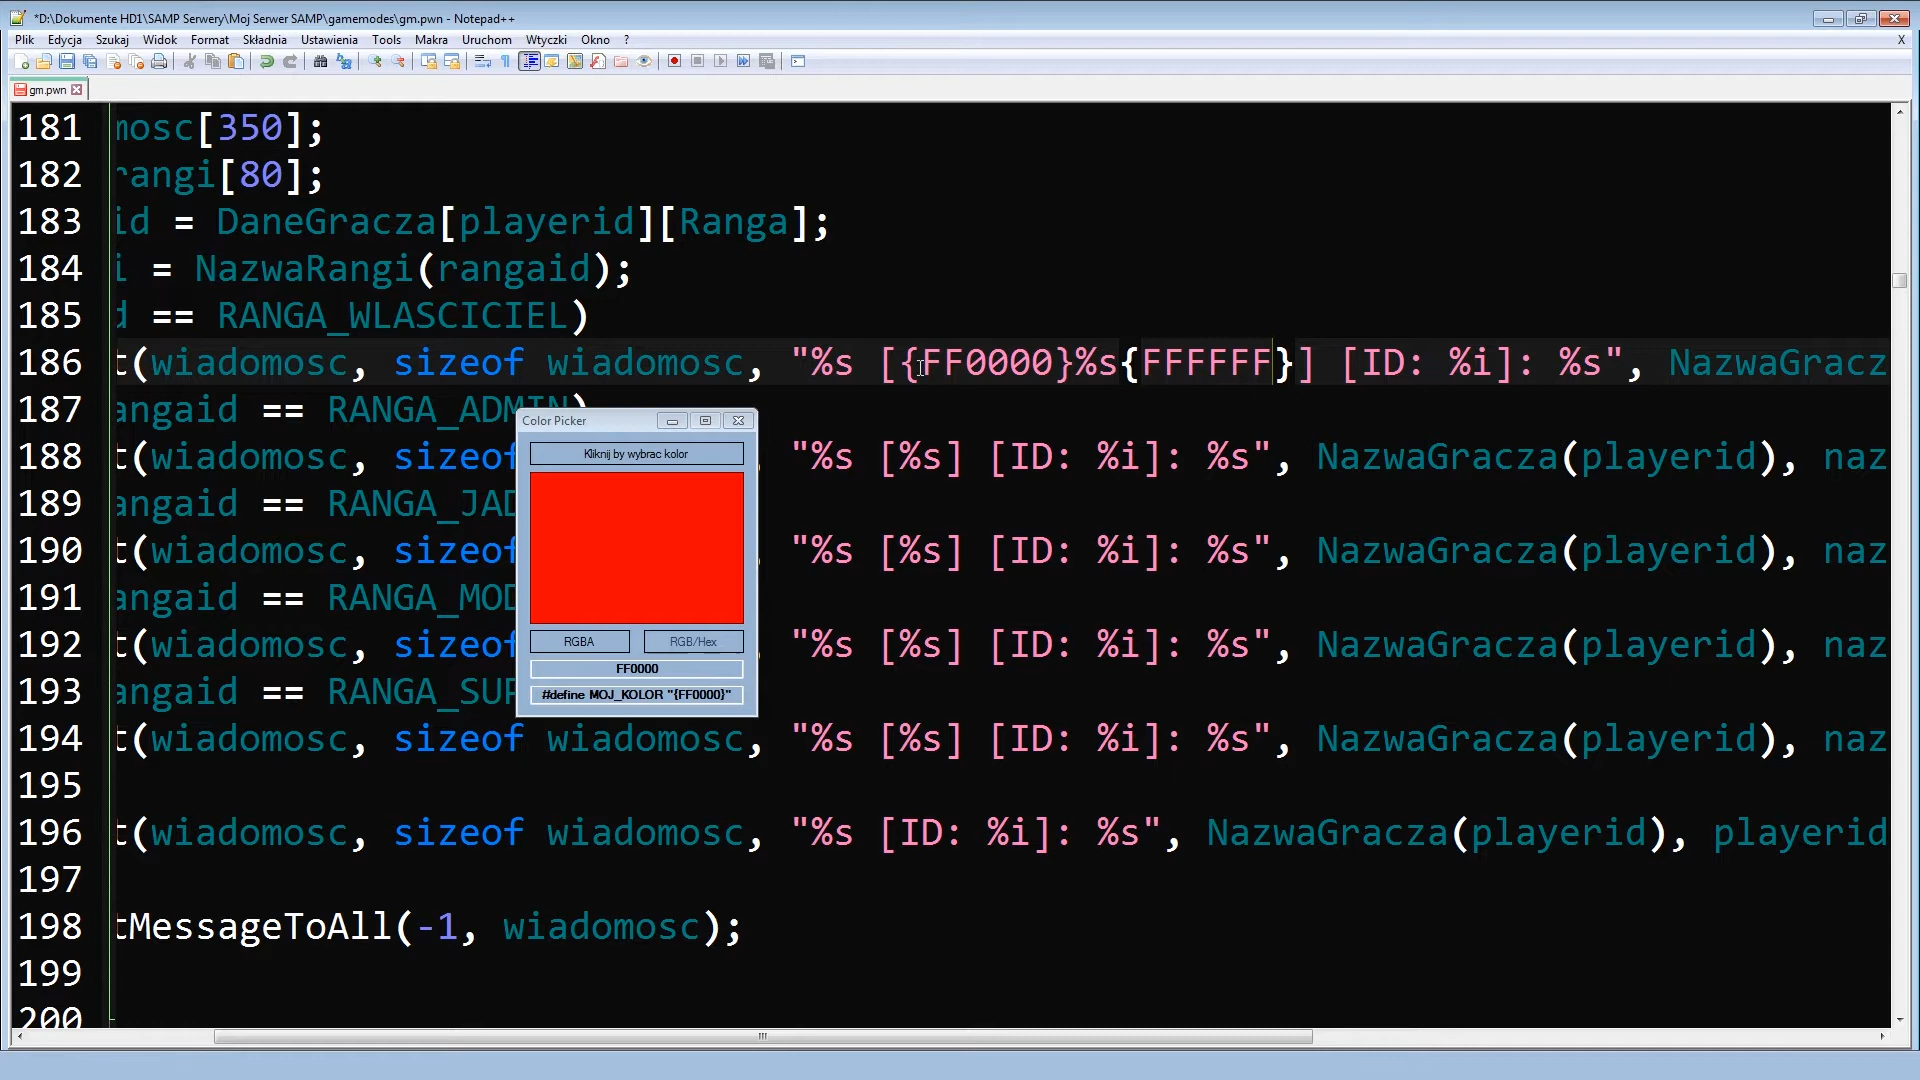 *D:\Dokumente HD1\SAMP Serwery\Moj Serwer SAMP\gamemodes\gm.pwn - Notepad++
Plik Edycja Szukaj Widok Format Składnia Ustawienia Tools Makra Uruchom Wtyczki Okno ? X
gm.pwn
181 mosc[350];
182 rangi[80];
183 id = DaneGracza[playerid][Ranga];
184 i = NazwaRangi(rangaid);
185 d == RANGA_WLASCICIEL)
186 t(wiadomosc, sizeof wiadomosc, "%s [{FF0000}%s{FFFFFF}] [ID: %i]: %s", NazwaGracz
187 angaid == RANGA_ADMIN)
188 t(wiadomosc, sizeof , "%s [%s] [ID: %i]: %s", NazwaGracza(playerid), naz
189 angaid == RANGA_JAD
190 t(wiadomosc, sizeof , "%s [%s] [ID: %i]: %s", NazwaGracza(playerid), naz
191 angaid == RANGA_MOD
192 t(wiadomosc, sizeof , "%s [%s] [ID: %i]: %s", NazwaGracza(playerid), naz
193 angaid == RANGA_SUP
194 t(wiadomosc, sizeof wiadomosc, "%s [%s] [ID: %i]: %s", NazwaGracza(playerid), naz
195
196 t(wiadomosc, sizeof wiadomosc, "%s [ID: %i]: %s", NazwaGracza(playerid), playerid
197
198 tMessageToAll(-1, wiadomosc);
199
200
Color Picker
Kliknij by wybrac kolor
RGBA RGB/Hex
FF0000
#define MOJ_KOLOR "{FF0000}"